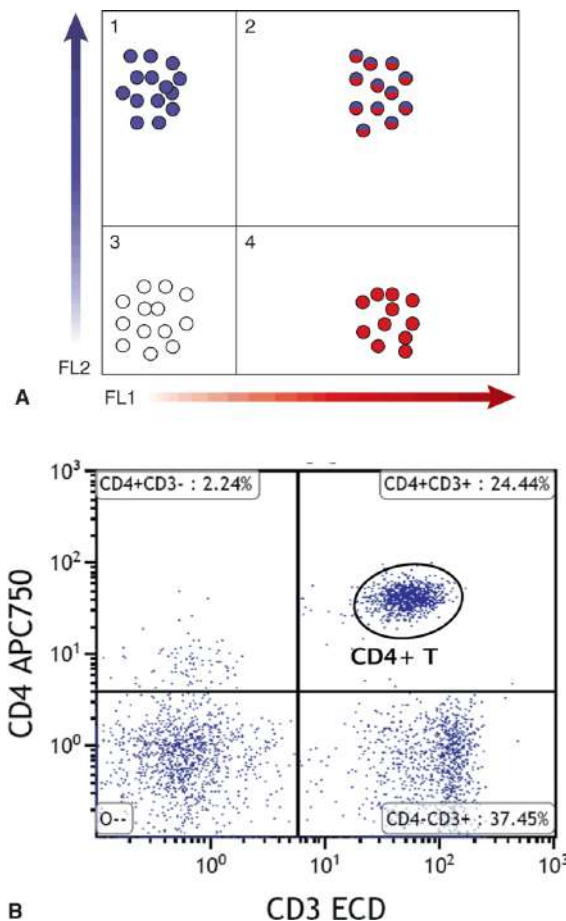 1
2
3
4
FL2
A
FL1
10³
CD4+CD3- : 2.24%
CD4+CD3+ : 24.44%
10²
CD4 APC750
10¹
CD4+ T
10⁰
O--
CD4-CD3+ : 37.45%
10⁰
10¹
10²
10³
B
CD3 ECD